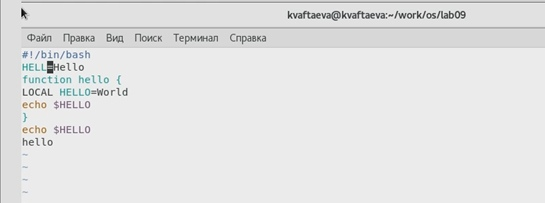 kvaftaeva@kvaftaeva:~/work/os/lab09
Файл Правка Вид Поиск Терминал Справка
#!/bin/bash
HELL=Hello
function hello {
LOCAL HELLO=World
echo $HELLO
}
echo $HELLO
hello
~
~
~
~